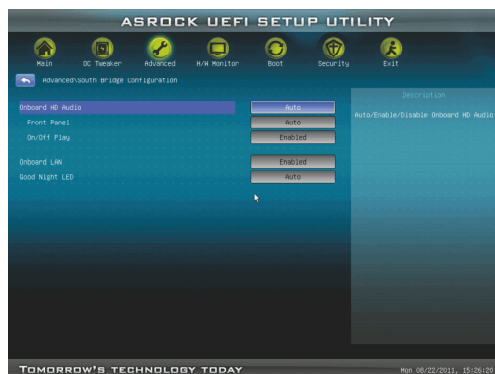 ASROCK UEFI SETUP UTILITY
Main OC Tweaker Advanced H/W Monitor Boot Security Exit
Advanced\South Bridge Configuration
Description
Onboard HD Audio Auto
Auto/Enable/Disable Onboard HD Audio
Front Panel Auto
On/Off Play Enabled
Onboard LAN Enabled
Good Night LED Auto
TOMORROW'S TECHNOLOGY TODAY
Mon 08/22/2011, 15:26:20